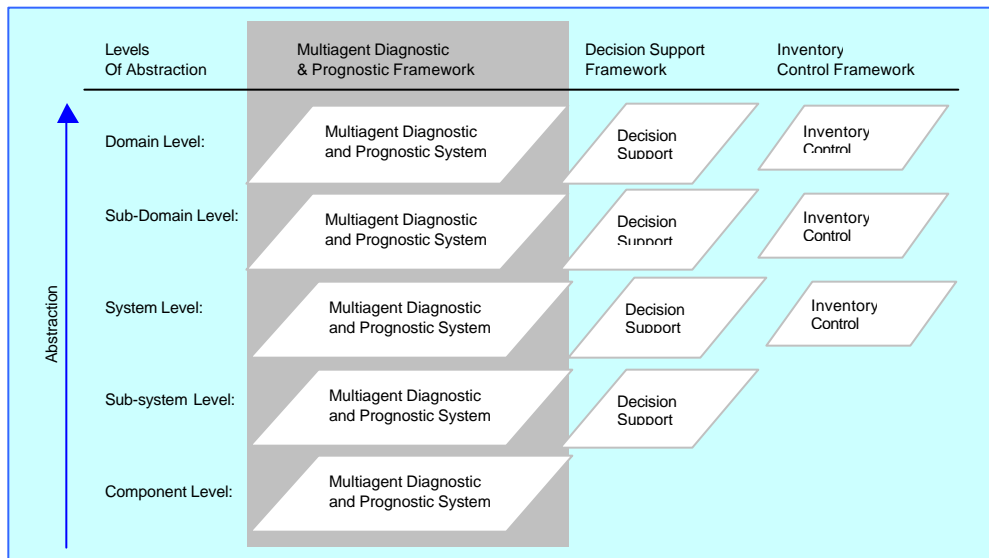 Levels
Of Abstraction
Multiagent Diagnostic
& Prognostic Framework
Decision Support
Framework
Inventory
Control Framework
Abstraction
Domain Level:
Multiagent Diagnostic
and Prognostic System
Decision
Support
Inventory
Control
Sub-Domain Level:
Multiagent Diagnostic
and Prognostic System
Decision
Support
Inventory
Control
System Level:
Multiagent Diagnostic
and Prognostic System
Decision
Support
Inventory
Control
Sub-system Level:
Multiagent Diagnostic
and Prognostic System
Decision
Support
Component Level:
Multiagent Diagnostic
and Prognostic System